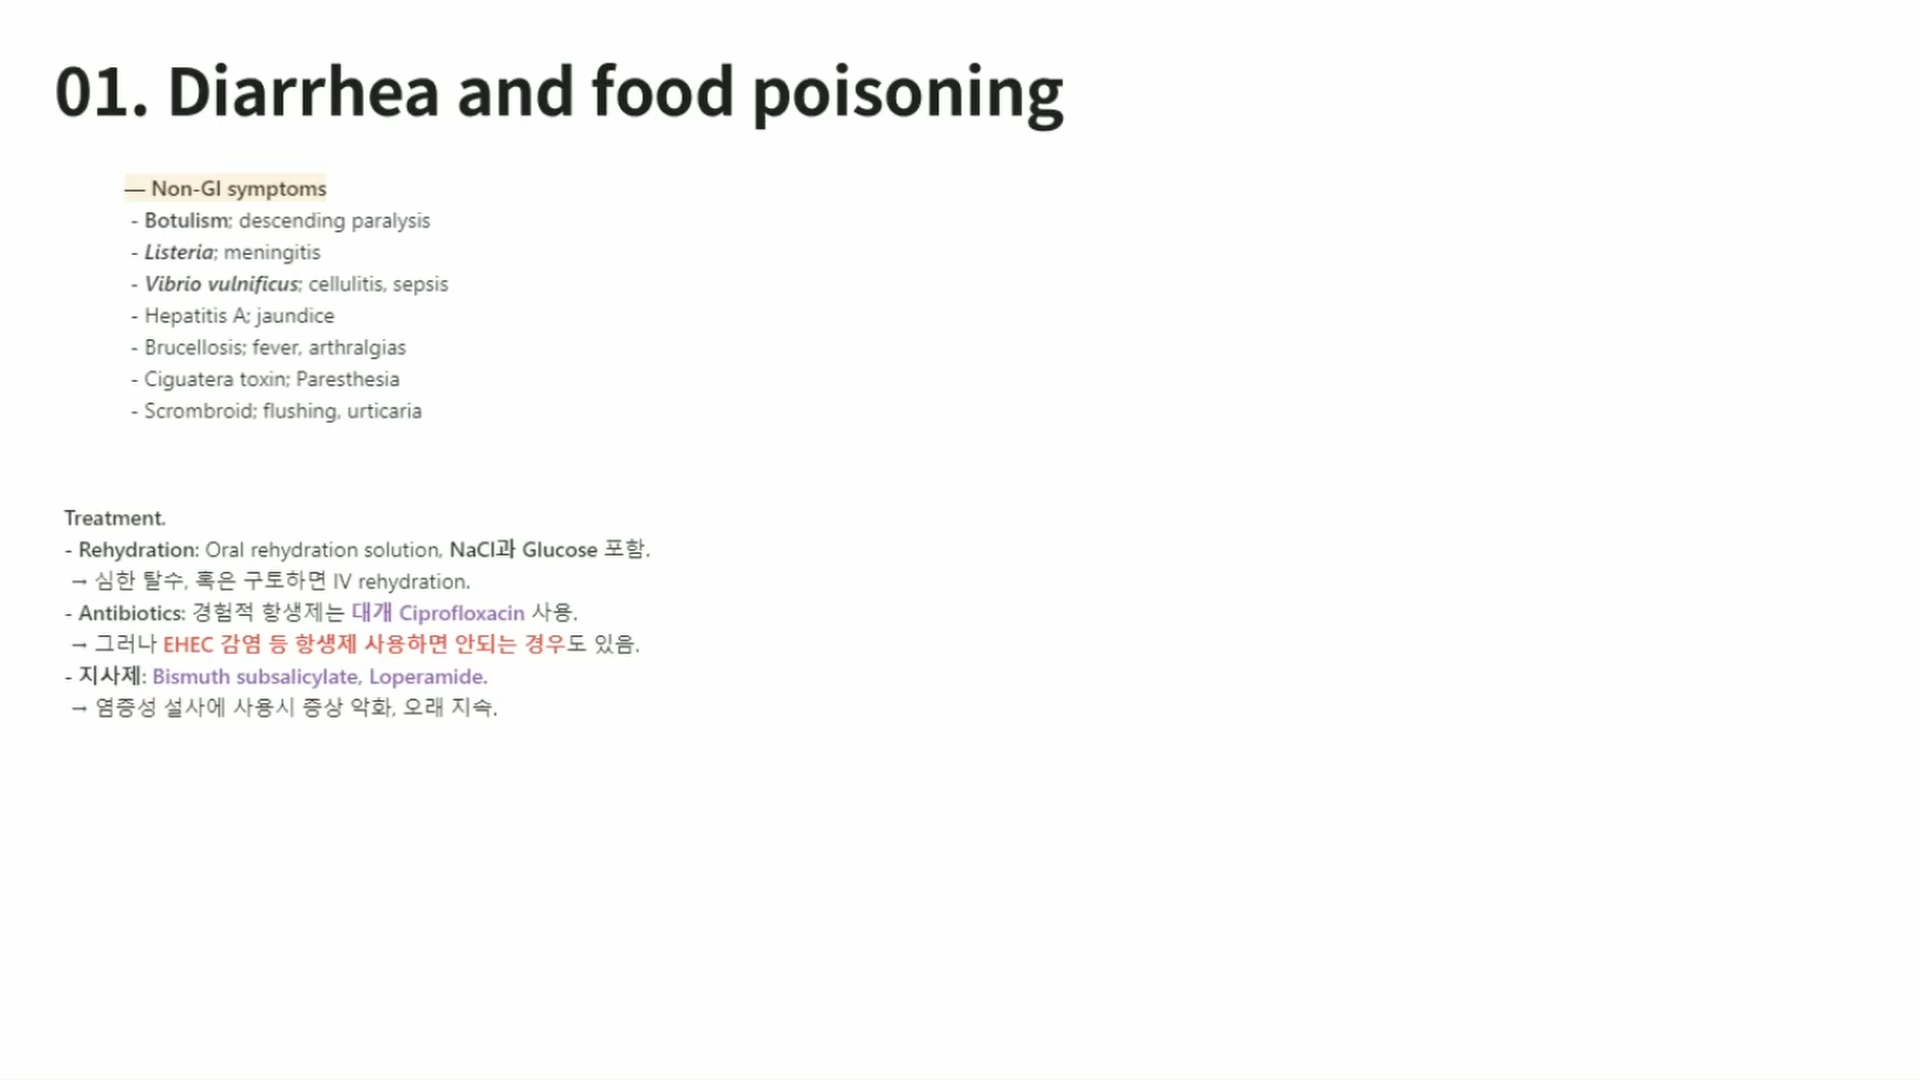 01. Diarrhea and food poisoning
— Non-GI symptoms
- Botulism; descending paralysis
- Listeria; meningitis
- Vibrio vulnificus; cellulitis, sepsis
- Hepatitis A; jaundice
- Brucellosis; fever, arthralgias
- Ciguatera toxin; Paresthesia
- Scrombroid; flushing, urticaria
Treatment.
- Rehydration: Oral rehydration solution, NaCl과 Glucose 포함.
→ 심한 탈수, 혹은 구토하면 IV rehydration.
- Antibiotics: 경험적 항생제는 대개 Ciprofloxacin 사용.
→ 그러나 EHEC 감염 등 항생제 사용하면 안되는 경우도 있음.
- 지사제: Bismuth subsalicylate, Loperamide.
→ 염증성 설사에 사용시 증상 악화, 오래 지속.